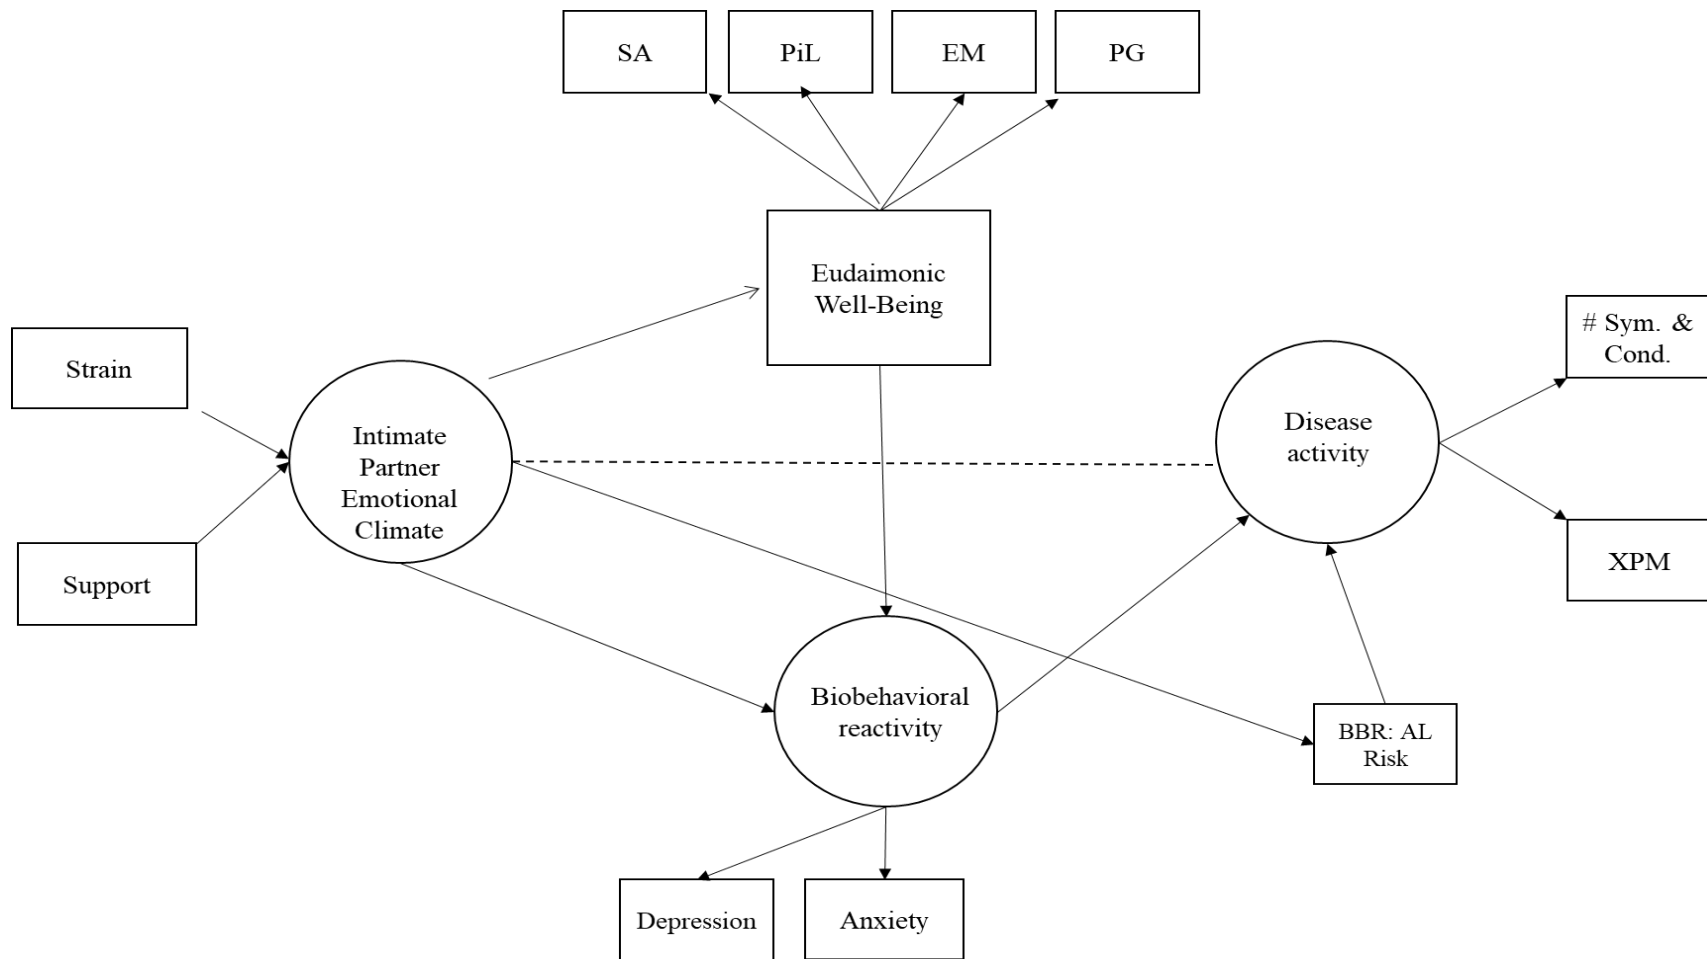 SA
PiL
EM
PG
Eudaimonic
Well-Being
Strain
Support
Intimate
Partner
Emotional
Climate
Disease
activity
# Sym. &
Cond.
XPM
Biobehavioral
reactivity
BBR: AL
Risk
Depression
Anxiety